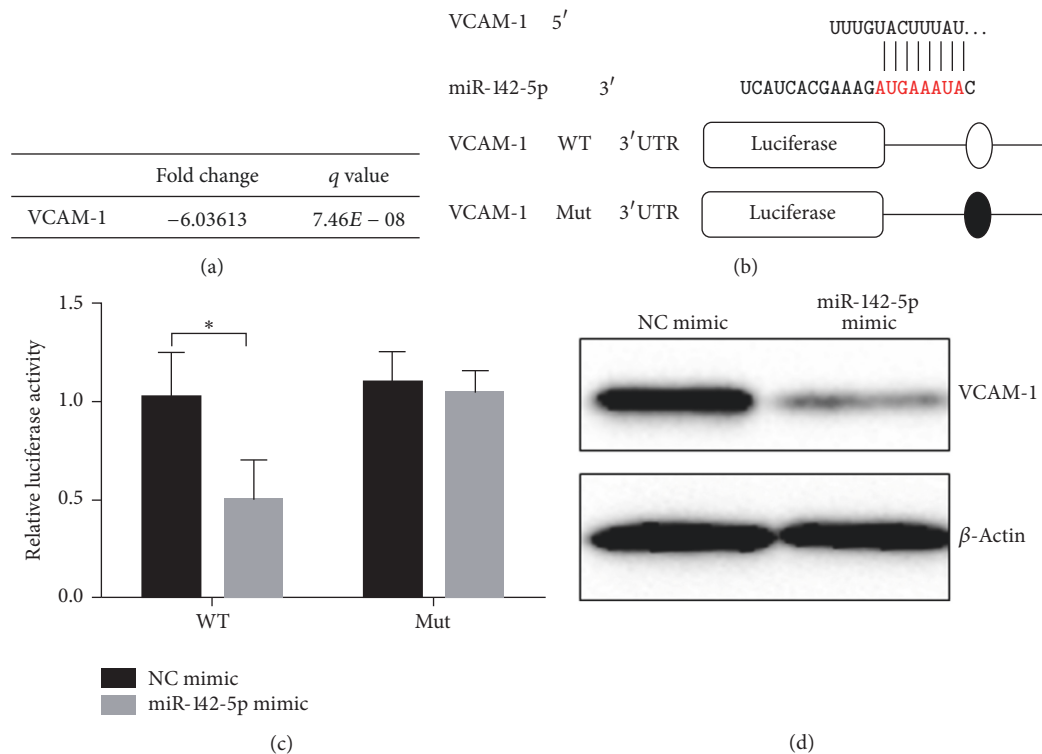 Fold change q value
VCAM-1 −6.03613 7.46E − 08
(a)
VCAM-1 5′ UUUGUACUUUAU...
miR-142-5p 3′ UCAUCACGAAAGAUGAAAUAC
VCAM-1 WT 3′UTR Luciferase
VCAM-1 Mut 3′UTR Luciferase
(b)
1.5
1.0
0.5
0.0
Relative luciferase activity
*
WT Mut
NC mimic
miR-142-5p mimic
(c)
NC mimic
miR-142-5p
mimic
VCAM-1
β-Actin
(d)